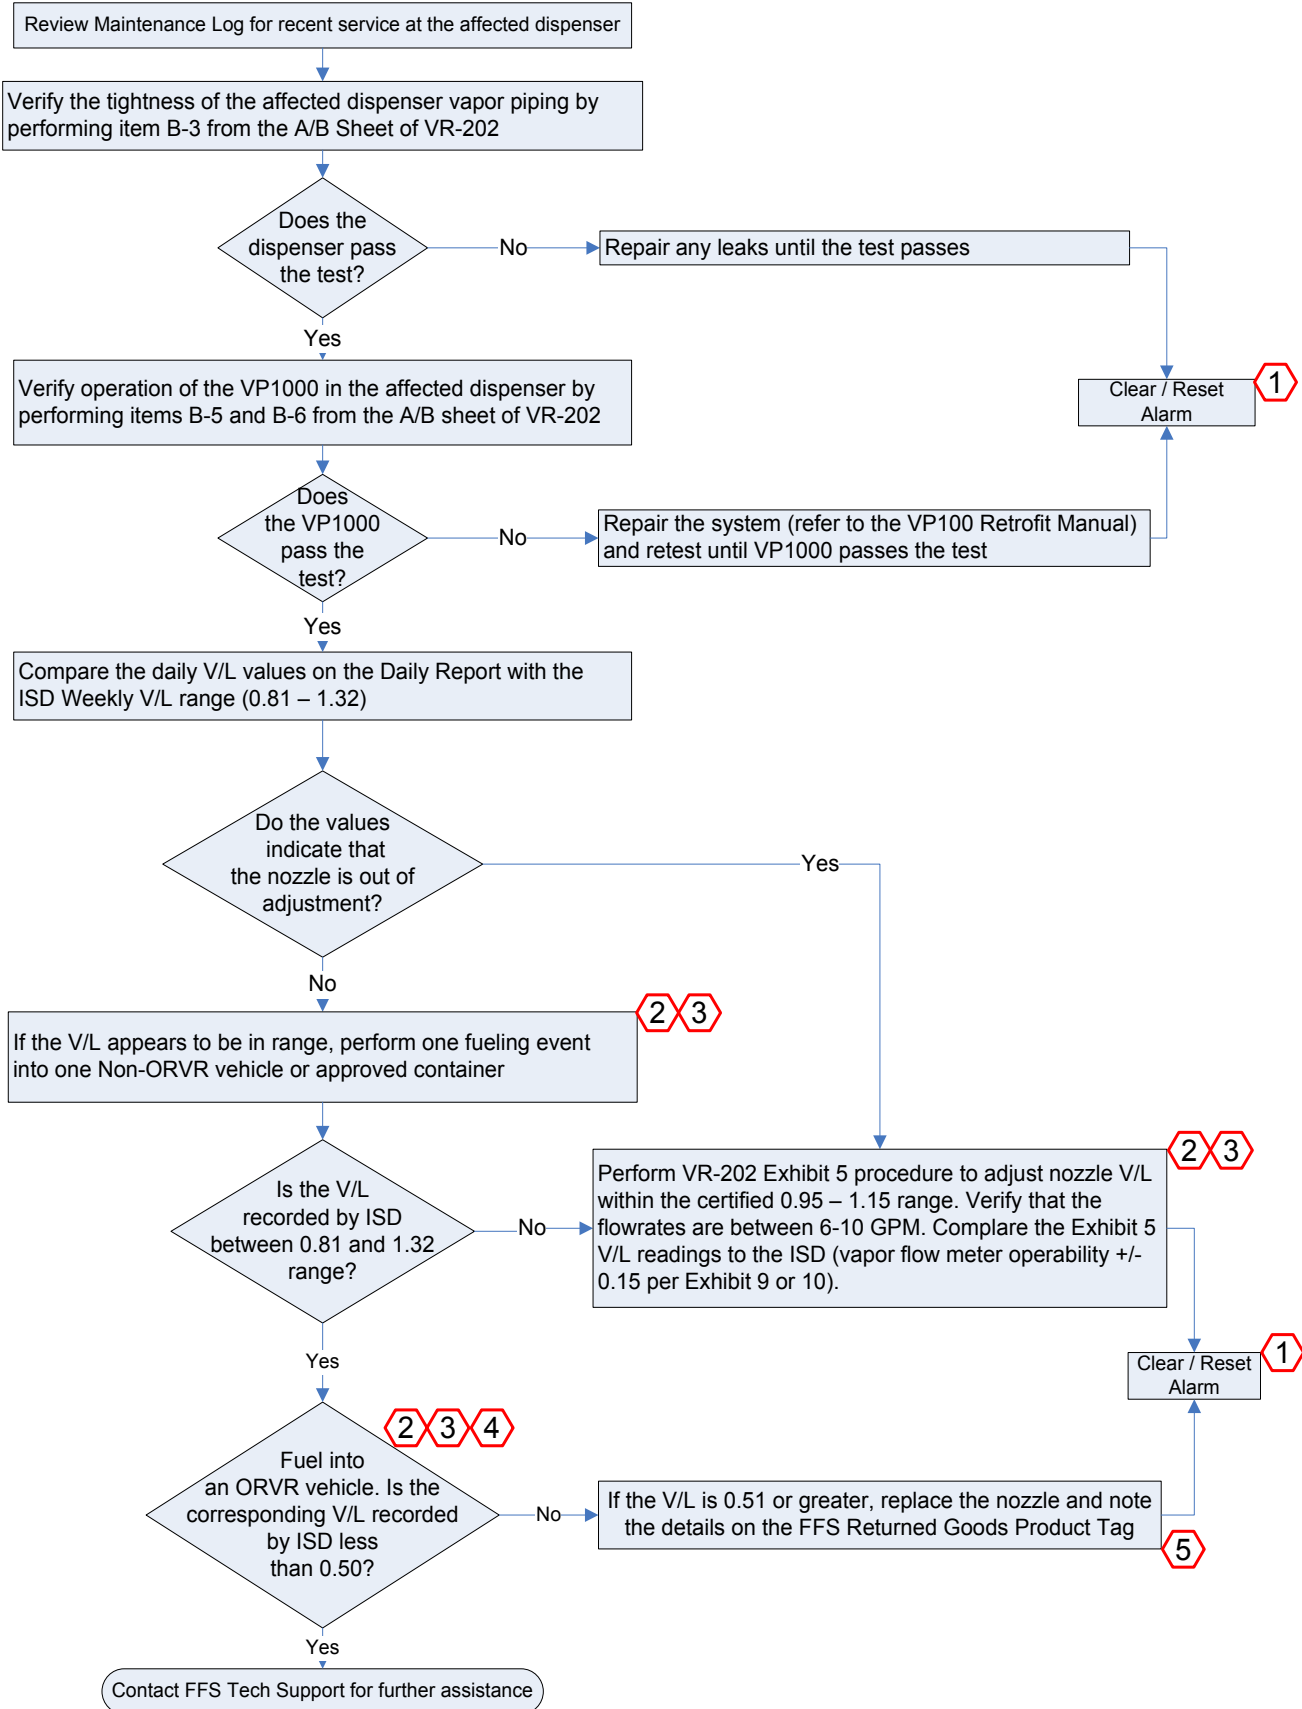 Review Maintenance Log for recent service at the affected dispenser
Verify the tightness of the affected dispenser vapor piping by
performing item B-3 from the A/B Sheet of VR-202
Does the
dispenser pass
the test?
No
Repair any leaks until the test passes
Yes
Verify operation of the VP1000 in the affected dispenser by
performing items B-5 and B-6 from the A/B sheet of VR-202
Clear / Reset
Alarm
1
Does
the VP1000
pass the
test?
No
Repair the system (refer to the VP100 Retrofit Manual)
and retest until VP1000 passes the test
Yes
Compare the daily V/L values on the Daily Report with the
ISD Weekly V/L range (0.81 – 1.32)
Do the values
indicate that
the nozzle is out of
adjustment?
Yes
No
If the V/L appears to be in range, perform one fueling event
into one Non-ORVR vehicle or approved container
2 3
Is the V/L
recorded by ISD
between 0.81 and 1.32
range?
No
Perform VR-202 Exhibit 5 procedure to adjust nozzle V/L
within the certified 0.95 – 1.15 range. Verify that the
flowrates are between 6-10 GPM. Complare the Exhibit 5
V/L readings to the ISD (vapor flow meter operability +/-
0.15 per Exhibit 9 or 10).
2 3
Yes
Clear / Reset
Alarm
1
2 3 4
Fuel into
an ORVR vehicle. Is the
corresponding V/L recorded
by ISD less
than 0.50?
No
If the V/L is 0.51 or greater, replace the nozzle and note
the details on the FFS Returned Goods Product Tag
5
Yes
Contact FFS Tech Support for further assistance